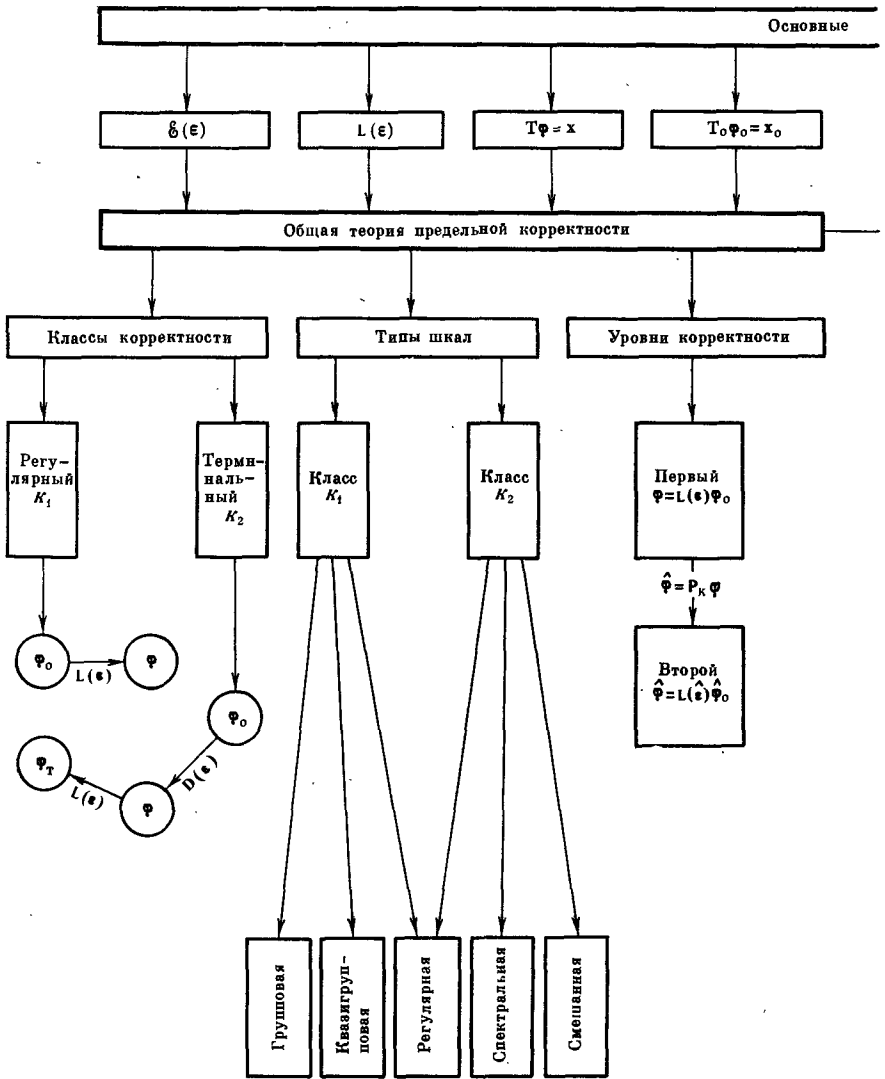 Основные
ℰ(ε)
L(ε)
Tφ=x
T₀φ₀=x₀
Общая теория предельной корректности
Классы корректности
Типы шкал
Уровни корректности
Регу-
лярный
K₁
Терми-
наль-
ный
K₂
Класс
K₁
Класс
K₂
Первый
φ=L(ε)φ₀
φ̂=Pₖφ
Второй
φ̂=L(ε̂)φ̂₀
φ₀
L(ε)
φ
φ₀
D(ε)
φ
L(ε)
φ_T
Групповая
Квазигруп-
повая
Регулярная
Спектральная
Смешанная